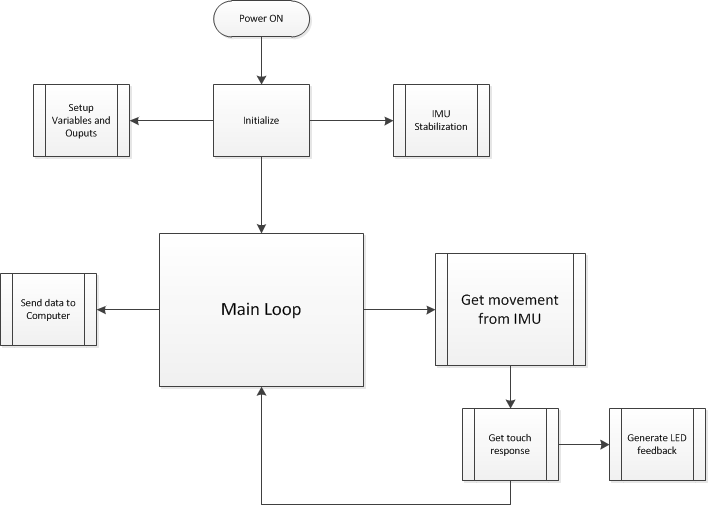 Power ON
Setup
Variables and
Ouputs
Initialize
IMU
Stabilization
Send data to
Computer
Main Loop
Get movement
from IMU
Get touch
response
Generate LED
feedback